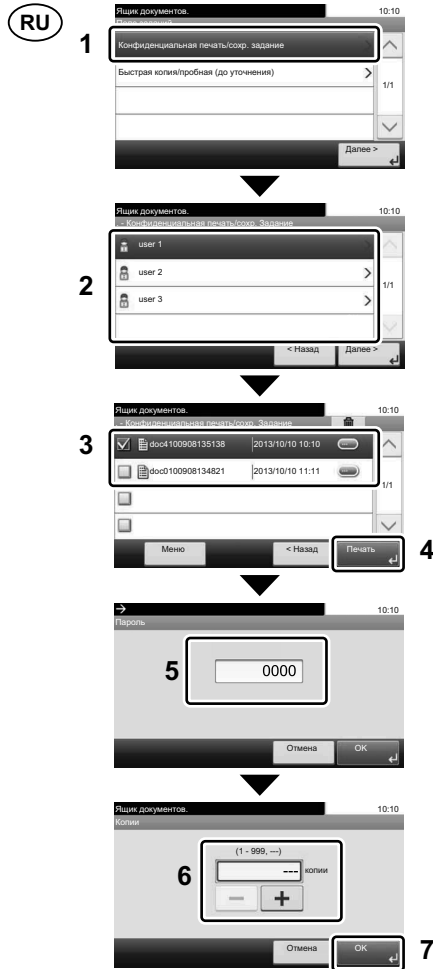 RU
Ящик документов. 10:10
Поле заданий
1
Конфиденциальная печать/сохр. задание
Быстрая копия/пробная (до уточнения)
1/1
Далее >
Ящик документов. 10:10
. - Конфиденциальная печать/сохр. Задание
2
user 1
user 2
user 3
1/1
< Назад Далее >
Ящик документов. 10:10
. - Конфиденциальная печать/сохр. Задание
3
doc4100908135138 2013/10/10 10:10
doc0100908134821 2013/10/10 11:11
1/1
Меню < Назад Печать
4
10:10
Пароль
5
0000
Отмена OK
Ящик документов. 10:10
Копии
6
(1 - 999, ---)
--- копии
Отмена OK
7